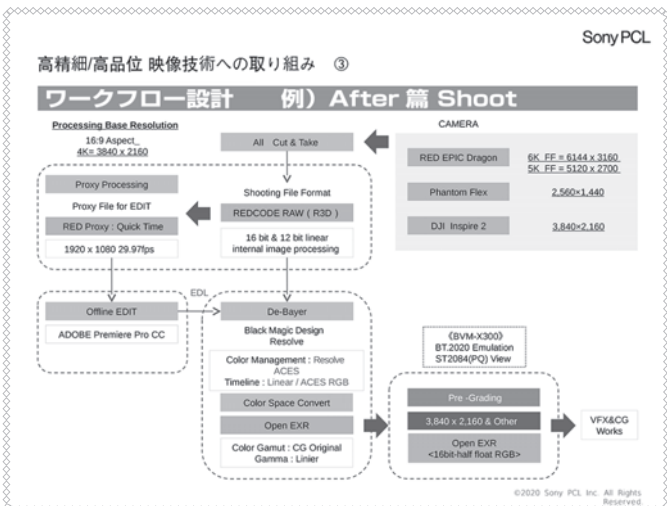 Sony PCL
高精細/高品位 映像技術への取り組み ③
ワークフロー設計 例）After 篇 Shoot
Processing Base Resolution
16:9 Aspect_
4K= 3840 x 2160
All Cut & Take
CAMERA
RED EPIC Dragon
6K FF = 6144 x 3160
5K FF = 5120 x 2700
Phantom Flex
2,560×1,440
DJI Inspire 2
3,840×2,160
Proxy Processing
Proxy File for EDIT
RED Proxy : Quick Time
1920 x 1080 29.97fps
Shooting File Format
REDCODE RAW ( R3D )
16 bit & 12 bit linear
internal image processing
Offline EDIT
ADOBE Premiere Pro CC
EDL
De-Bayer
Black Magic Design
Resolve
Color Management : Resolve
ACES
Timeline : Linear / ACES RGB
Color Space Convert
Open EXR
Color Gamut : CG Original
Gamma : Linier
《BVM-X300》
BT.2020 Emulation
ST2084(PQ) View
Pre -Grading
3,840 x 2,160 & Other
Open EXR
<16bit-half float RGB>
VFX&CG
Works
©2020 Sony PCL Inc. All Rights
Reserved.